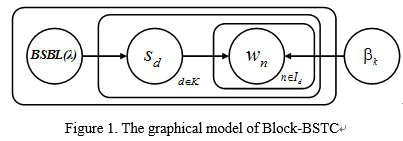 BSBL(λ) s_d w_n β_k
d∈K n∈I_d
Figure 1. The graphical model of Block-BSTC↵